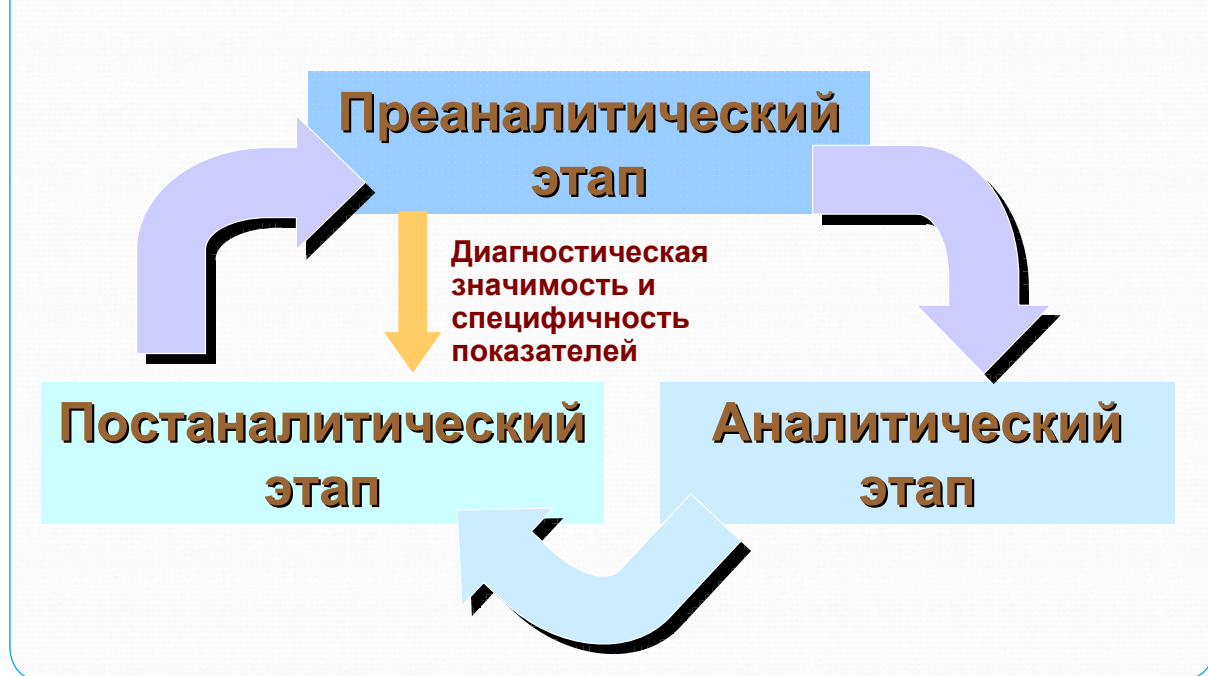 Преаналитический
этап
Диагностическая
значимость и
специфичность
показателей
Постаналитический
этап
Аналитический
этап